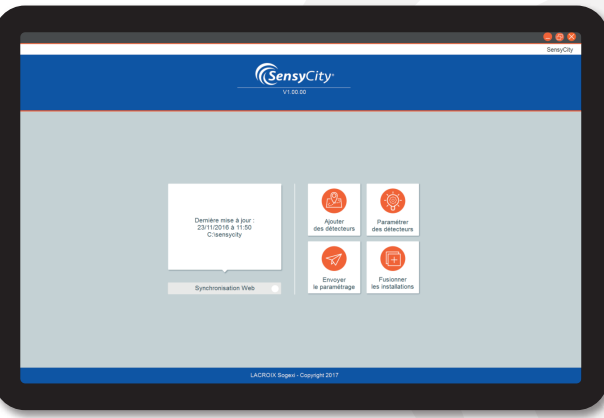 SensyCity
SensyCity
V1.00.00
Dernière mise à jour :
23/11/2016 à 11:50
C:\sensycity
Synchronisation Web
Ajouter
des détecteurs
Paramétrer
des détecteurs
Envoyer
le paramétrage
Fusionner
les installations
LACROIX Sogexi - Copyright 2017